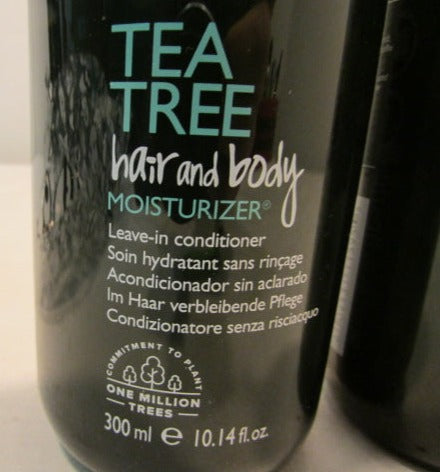 TEA
TREE
hair and body
MOISTURIZER®
Leave-in conditioner
Soin hydratant sans rinçage
Acondicionador sin aclarado
Im Haar verbleibende Pflege
Condizionatore senza risciacquo
COMMITMENT TO PLANT
ONE MILLION
TREES
300 ml ℮ 10.14 fl.oz.